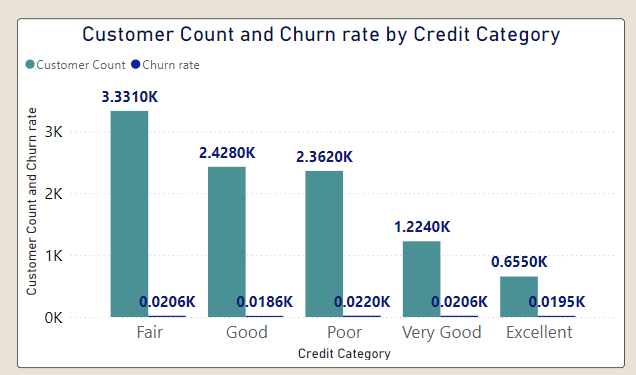 Customer Count and Churn rate by Credit Category
Customer Count Churn rate
Customer Count and Churn rate
3K
2K
1K
0K
3.3310K
2.4280K
2.3620K
1.2240K
0.6550K
0.0206K
0.0186K
0.0220K
0.0206K
0.0195K
Fair Good Poor Very Good Excellent
Credit Category